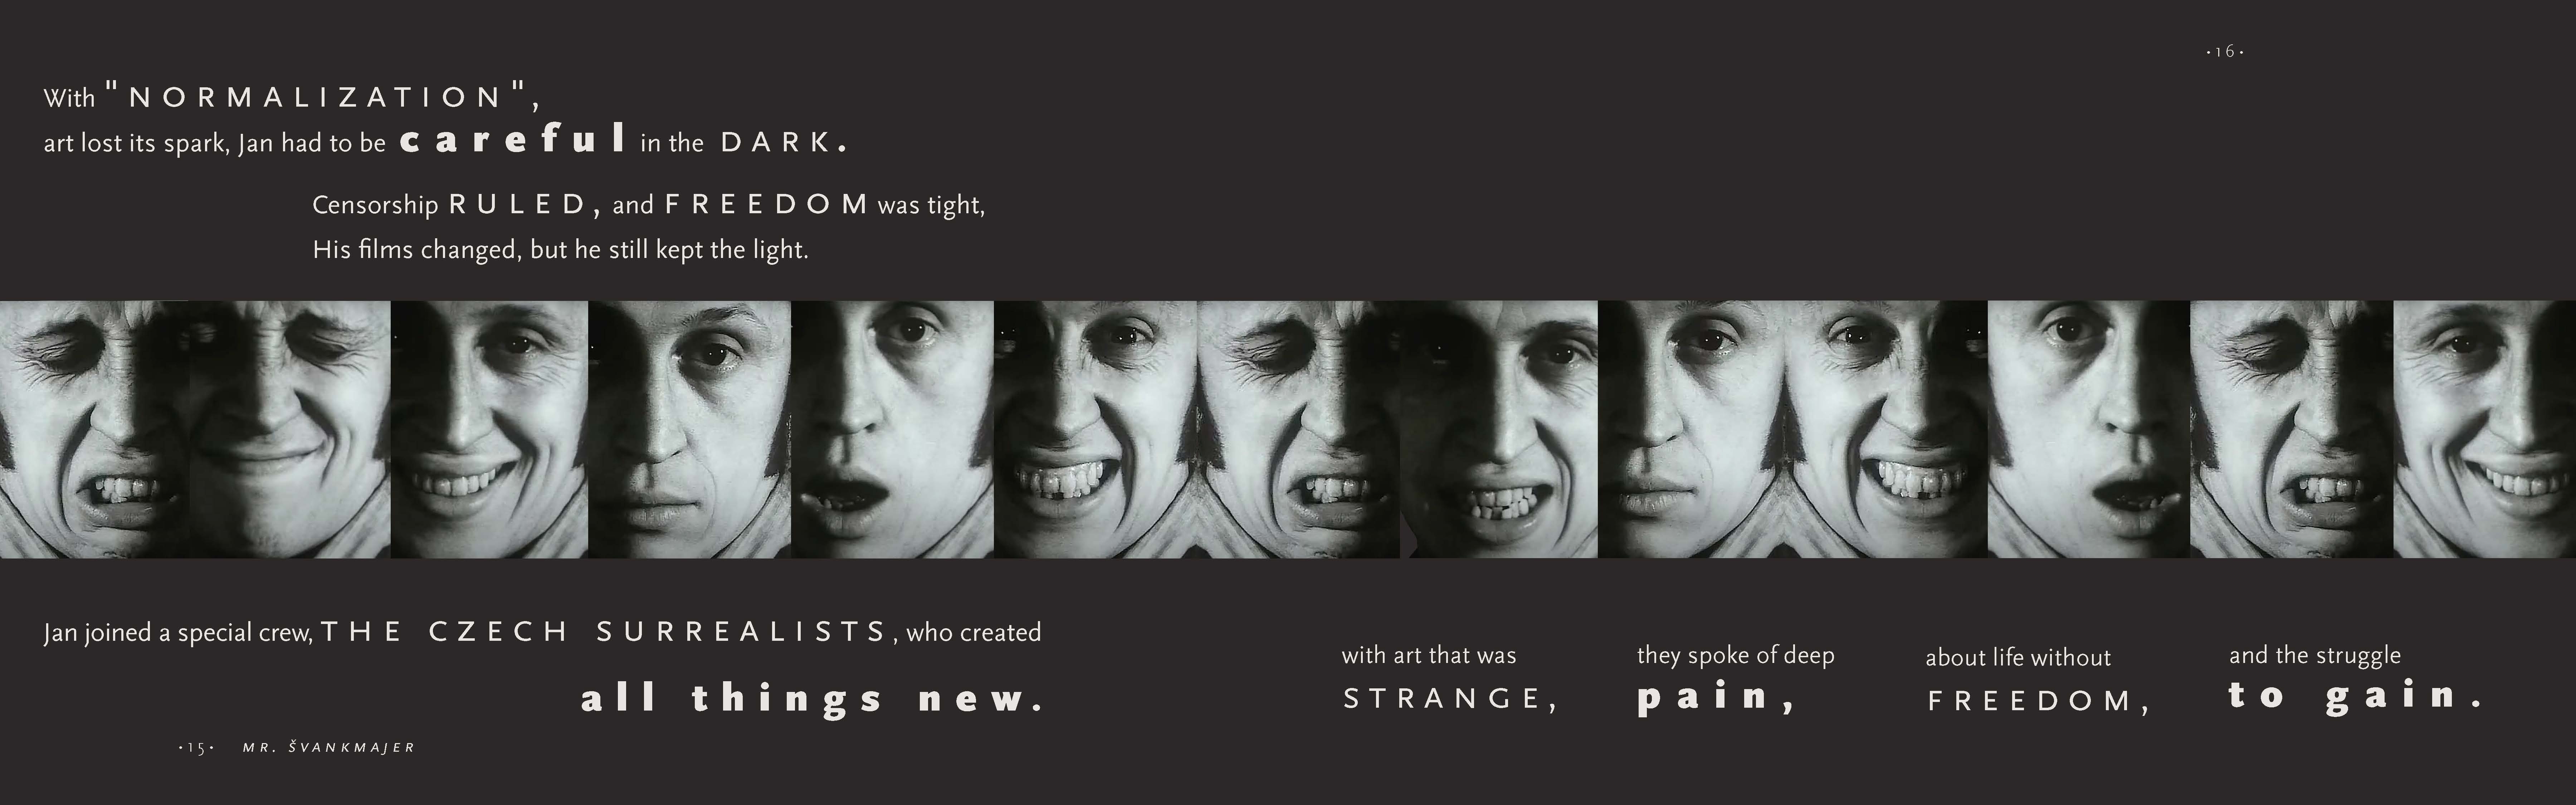 ·16·
With "NORMALIZATION",
art lost its spark, Jan had to be careful in the DARK.
Censorship RULED, and FREEDOM was tight,
His films changed, but he still kept the light.
Jan joined a special crew, THE CZECH SURREALISTS, who created
all things new.
with art that was
STRANGE,
they spoke of deep
pain,
about life without
FREEDOM,
and the struggle
to gain.
·15· MR. ŠVANKMAJER